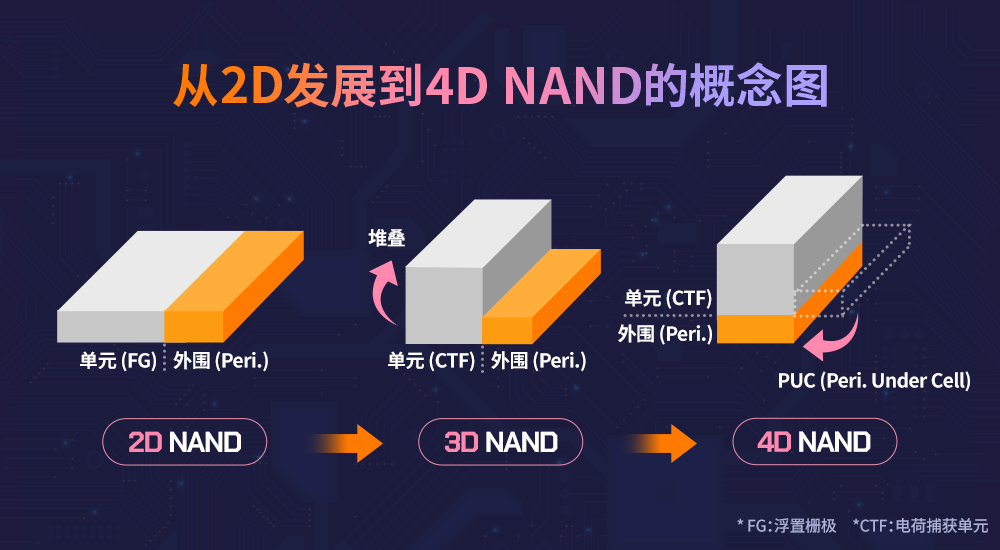 从2D发展到4D NAND的概念图
堆叠
单元 (FG)
外围 (Peri.)
单元 (CTF)
外围 (Peri.)
单元 (CTF)
外围 (Peri.)
PUC (Peri. Under Cell)
2D NAND
3D NAND
4D NAND
* FG：浮置栅极 *CTF：电荷捕获单元